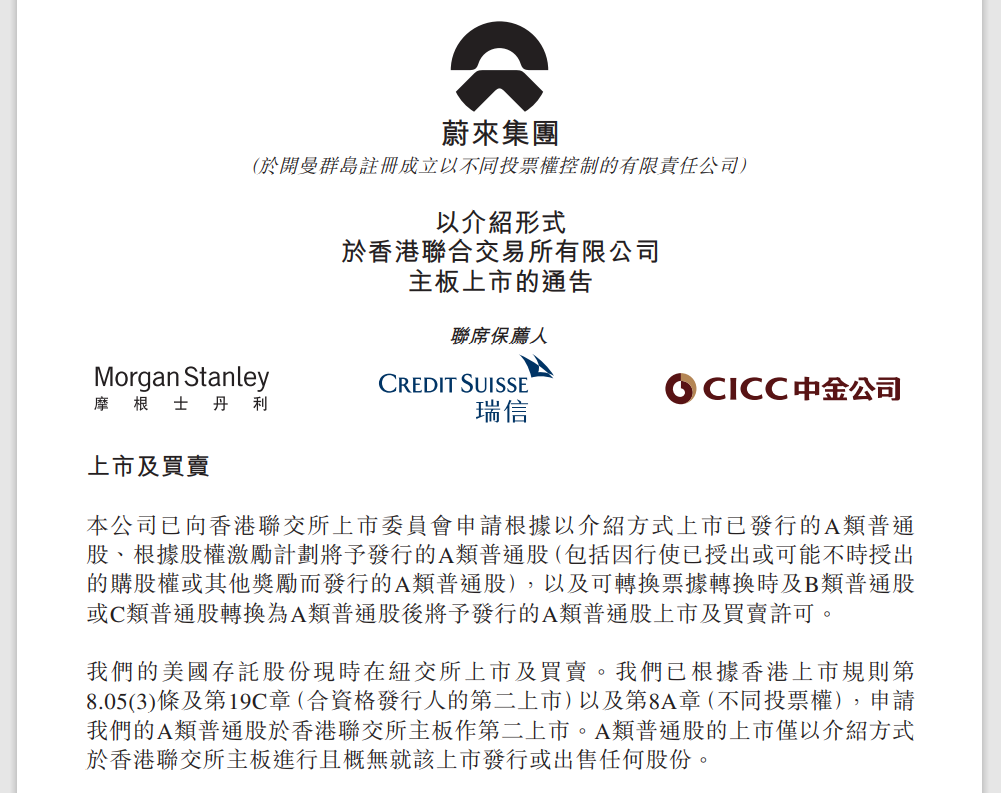 蔚來集團
(於開曼群島註冊成立以不同投票權控制的有限責任公司)
以介紹形式
於香港聯合交易所有限公司
主板上市的通告
聯席保薦人
Morgan Stanley
摩根士丹利
CREDIT SUISSE
瑞信
CICC 中金公司
上市及買賣
本公司已向香港聯交所上市委員會申請根據以介紹方式上市已發行的A類普通
股、根據股權激勵計劃將予發行的A類普通股(包括因行使已授出或可能不時授出
的購股權或其他獎勵而發行的A類普通股),以及可轉換票據轉換時及B類普通股
或C類普通股轉換為A類普通股後將予發行的A類普通股上市及買賣許可。
我們的美國存託股份現時在紐交所上市及買賣。我們已根據香港上市規則第
8.05(3)條及第19C章(合資格發行人的第二上市)以及第8A章(不同投票權),申請
我們的A類普通股於香港聯交所主板作第二上市。A類普通股的上市僅以介紹方式
於香港聯交所主板進行且概無就該上市發行或出售任何股份。